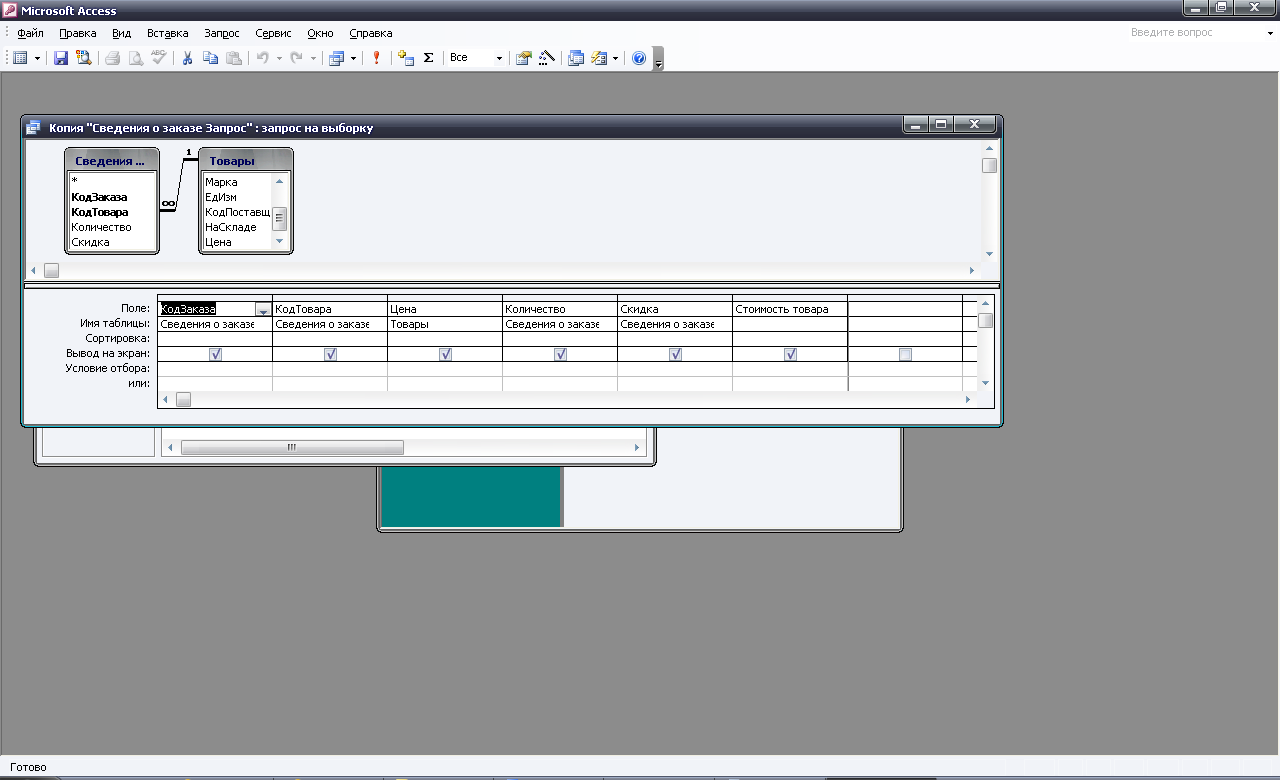 Microsoft Access
Файл Правка Вид Вставка Запрос Сервис Окно Справка Введите вопрос
Все
Копия "Сведения о заказе Запрос" : запрос на выборку
Сведения ... 1 Товары
* Марка
КодЗаказа ∞ ЕдИзм
КодТовара КодПоставщ
Количество НаСкладе
Скидка Цена
Поле: КодЗаказа КодТовара Цена Количество Скидка Стоимость товара
Имя таблицы: Сведения о заказе Сведения о заказе Товары Сведения о заказе Сведения о заказе
Сортировка:
Вывод на экран:
Условие отбора:
или:
Готово